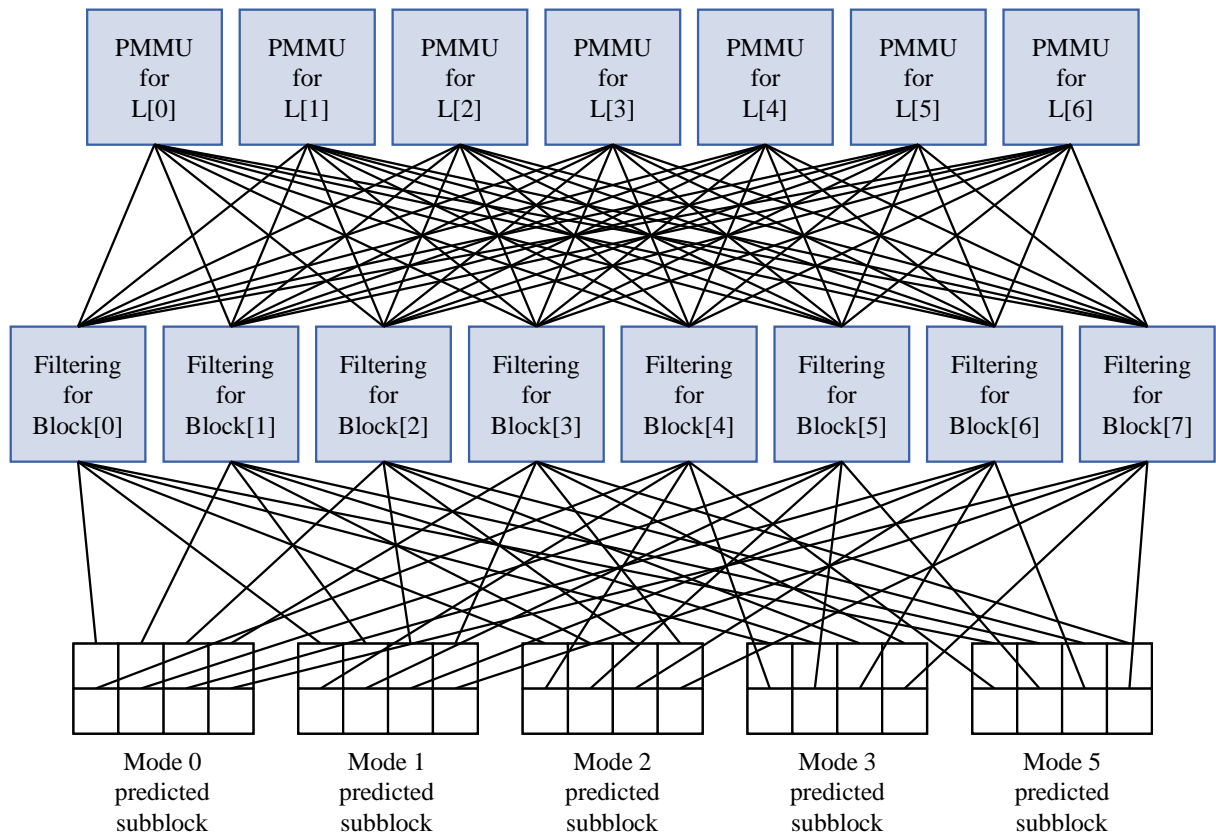 PMMU
for
L[0]
PMMU
for
L[1]
PMMU
for
L[2]
PMMU
for
L[3]
PMMU
for
L[4]
PMMU
for
L[5]
PMMU
for
L[6]
Filtering
for
Block[0]
Filtering
for
Block[1]
Filtering
for
Block[2]
Filtering
for
Block[3]
Filtering
for
Block[4]
Filtering
for
Block[5]
Filtering
for
Block[6]
Filtering
for
Block[7]
Mode 0
predicted
subblock
Mode 1
predicted
subblock
Mode 2
predicted
subblock
Mode 3
predicted
subblock
Mode 5
predicted
subblock